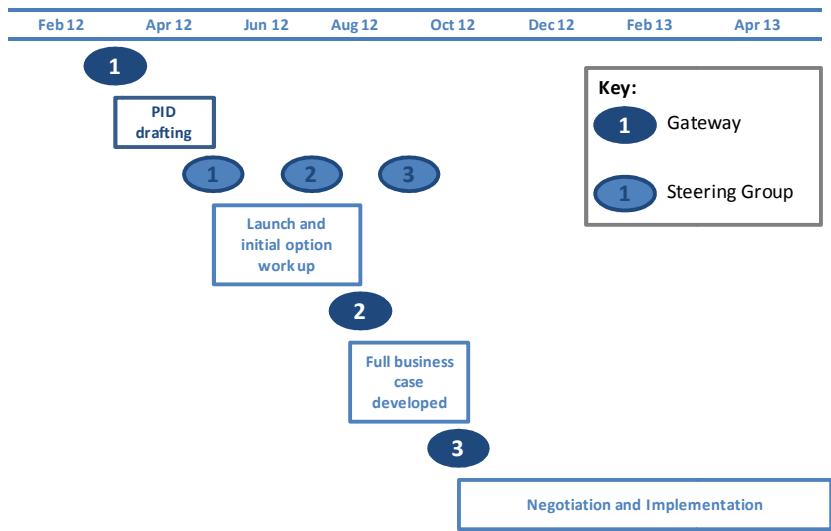 Feb 12 Apr 12 Jun 12 Aug 12 Oct 12 Dec 12 Feb 13 Apr 13
1
Key:
1 Gateway
1 Steering Group
PID
drafting
1 2 3
Launch and
initial option
work up
2
Full business
case
developed
3
Negotiation and Implementation